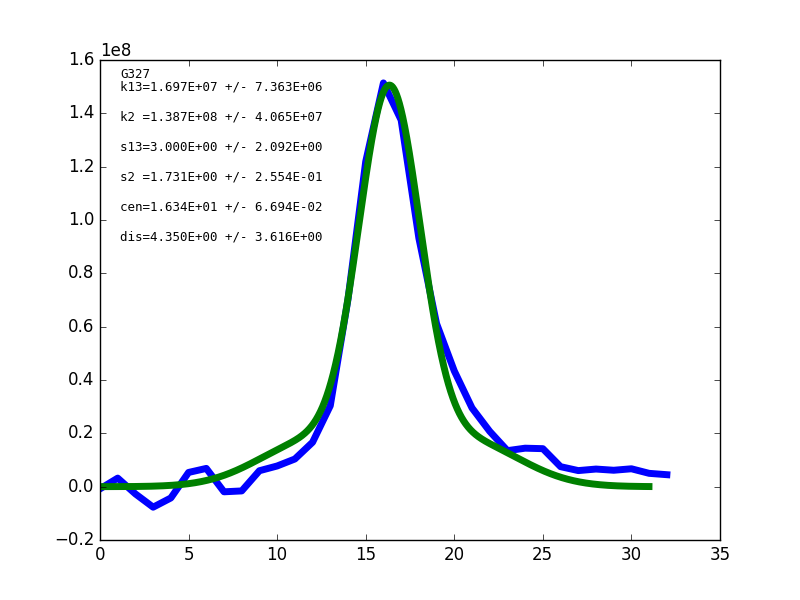 1e8
G327
k13=1.697E+07 +/- 7.363E+06
k2 =1.387E+08 +/- 4.065E+07
s13=3.000E+00 +/- 2.092E+00
s2 =1.731E+00 +/- 2.554E-01
cen=1.634E+01 +/- 6.694E-02
dis=4.350E+00 +/- 3.616E+00
1.6
1.4
1.2
1.0
0.8
0.6
0.4
0.2
0.0
−0.2
0 5 10 15 20 25 30 35